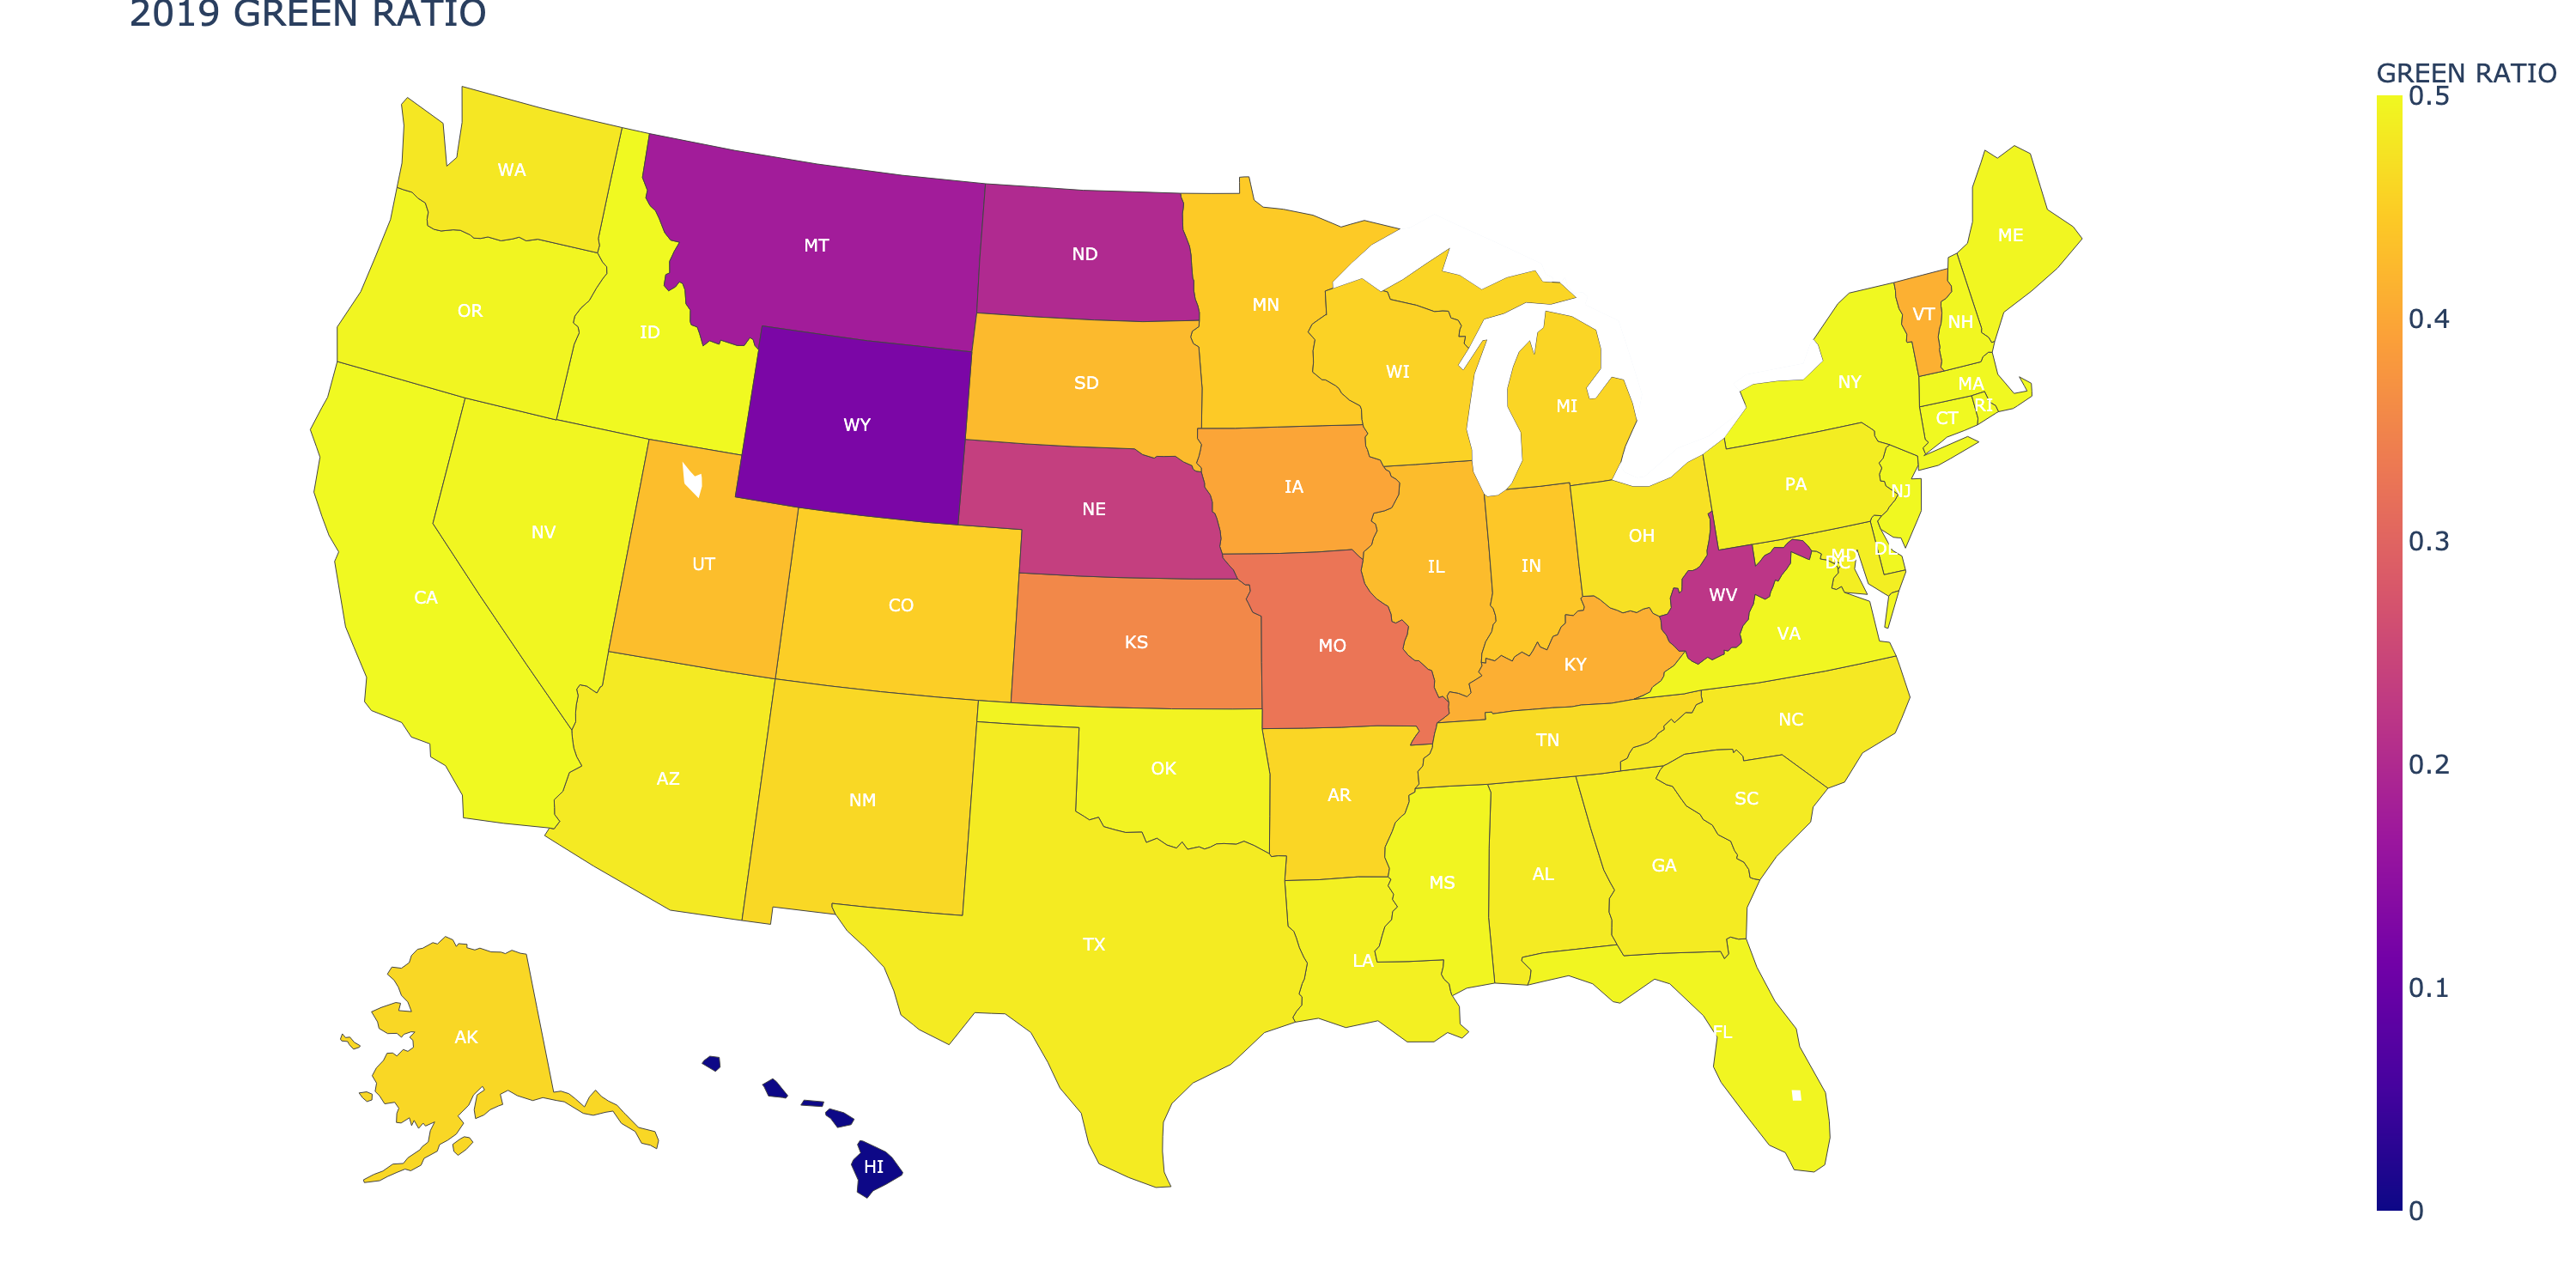 2019 GREEN RATIO
GREEN RATIO
0.5
0.4
0.3
0.2
0.1
0
WA
MT
ND
ME
OR
ID
MN
VT
NH
SD
WI
NY
MA
MI
RI
CT
WY
IA
PA
NJ
NE
NV
OH
DE
MD
DC
UT
IL
IN
WV
CA
CO
VA
KS
MO
KY
NC
TN
AZ
OK
NM
AR
SC
GA
AL
MS
TX
LA
FL
AK
HI